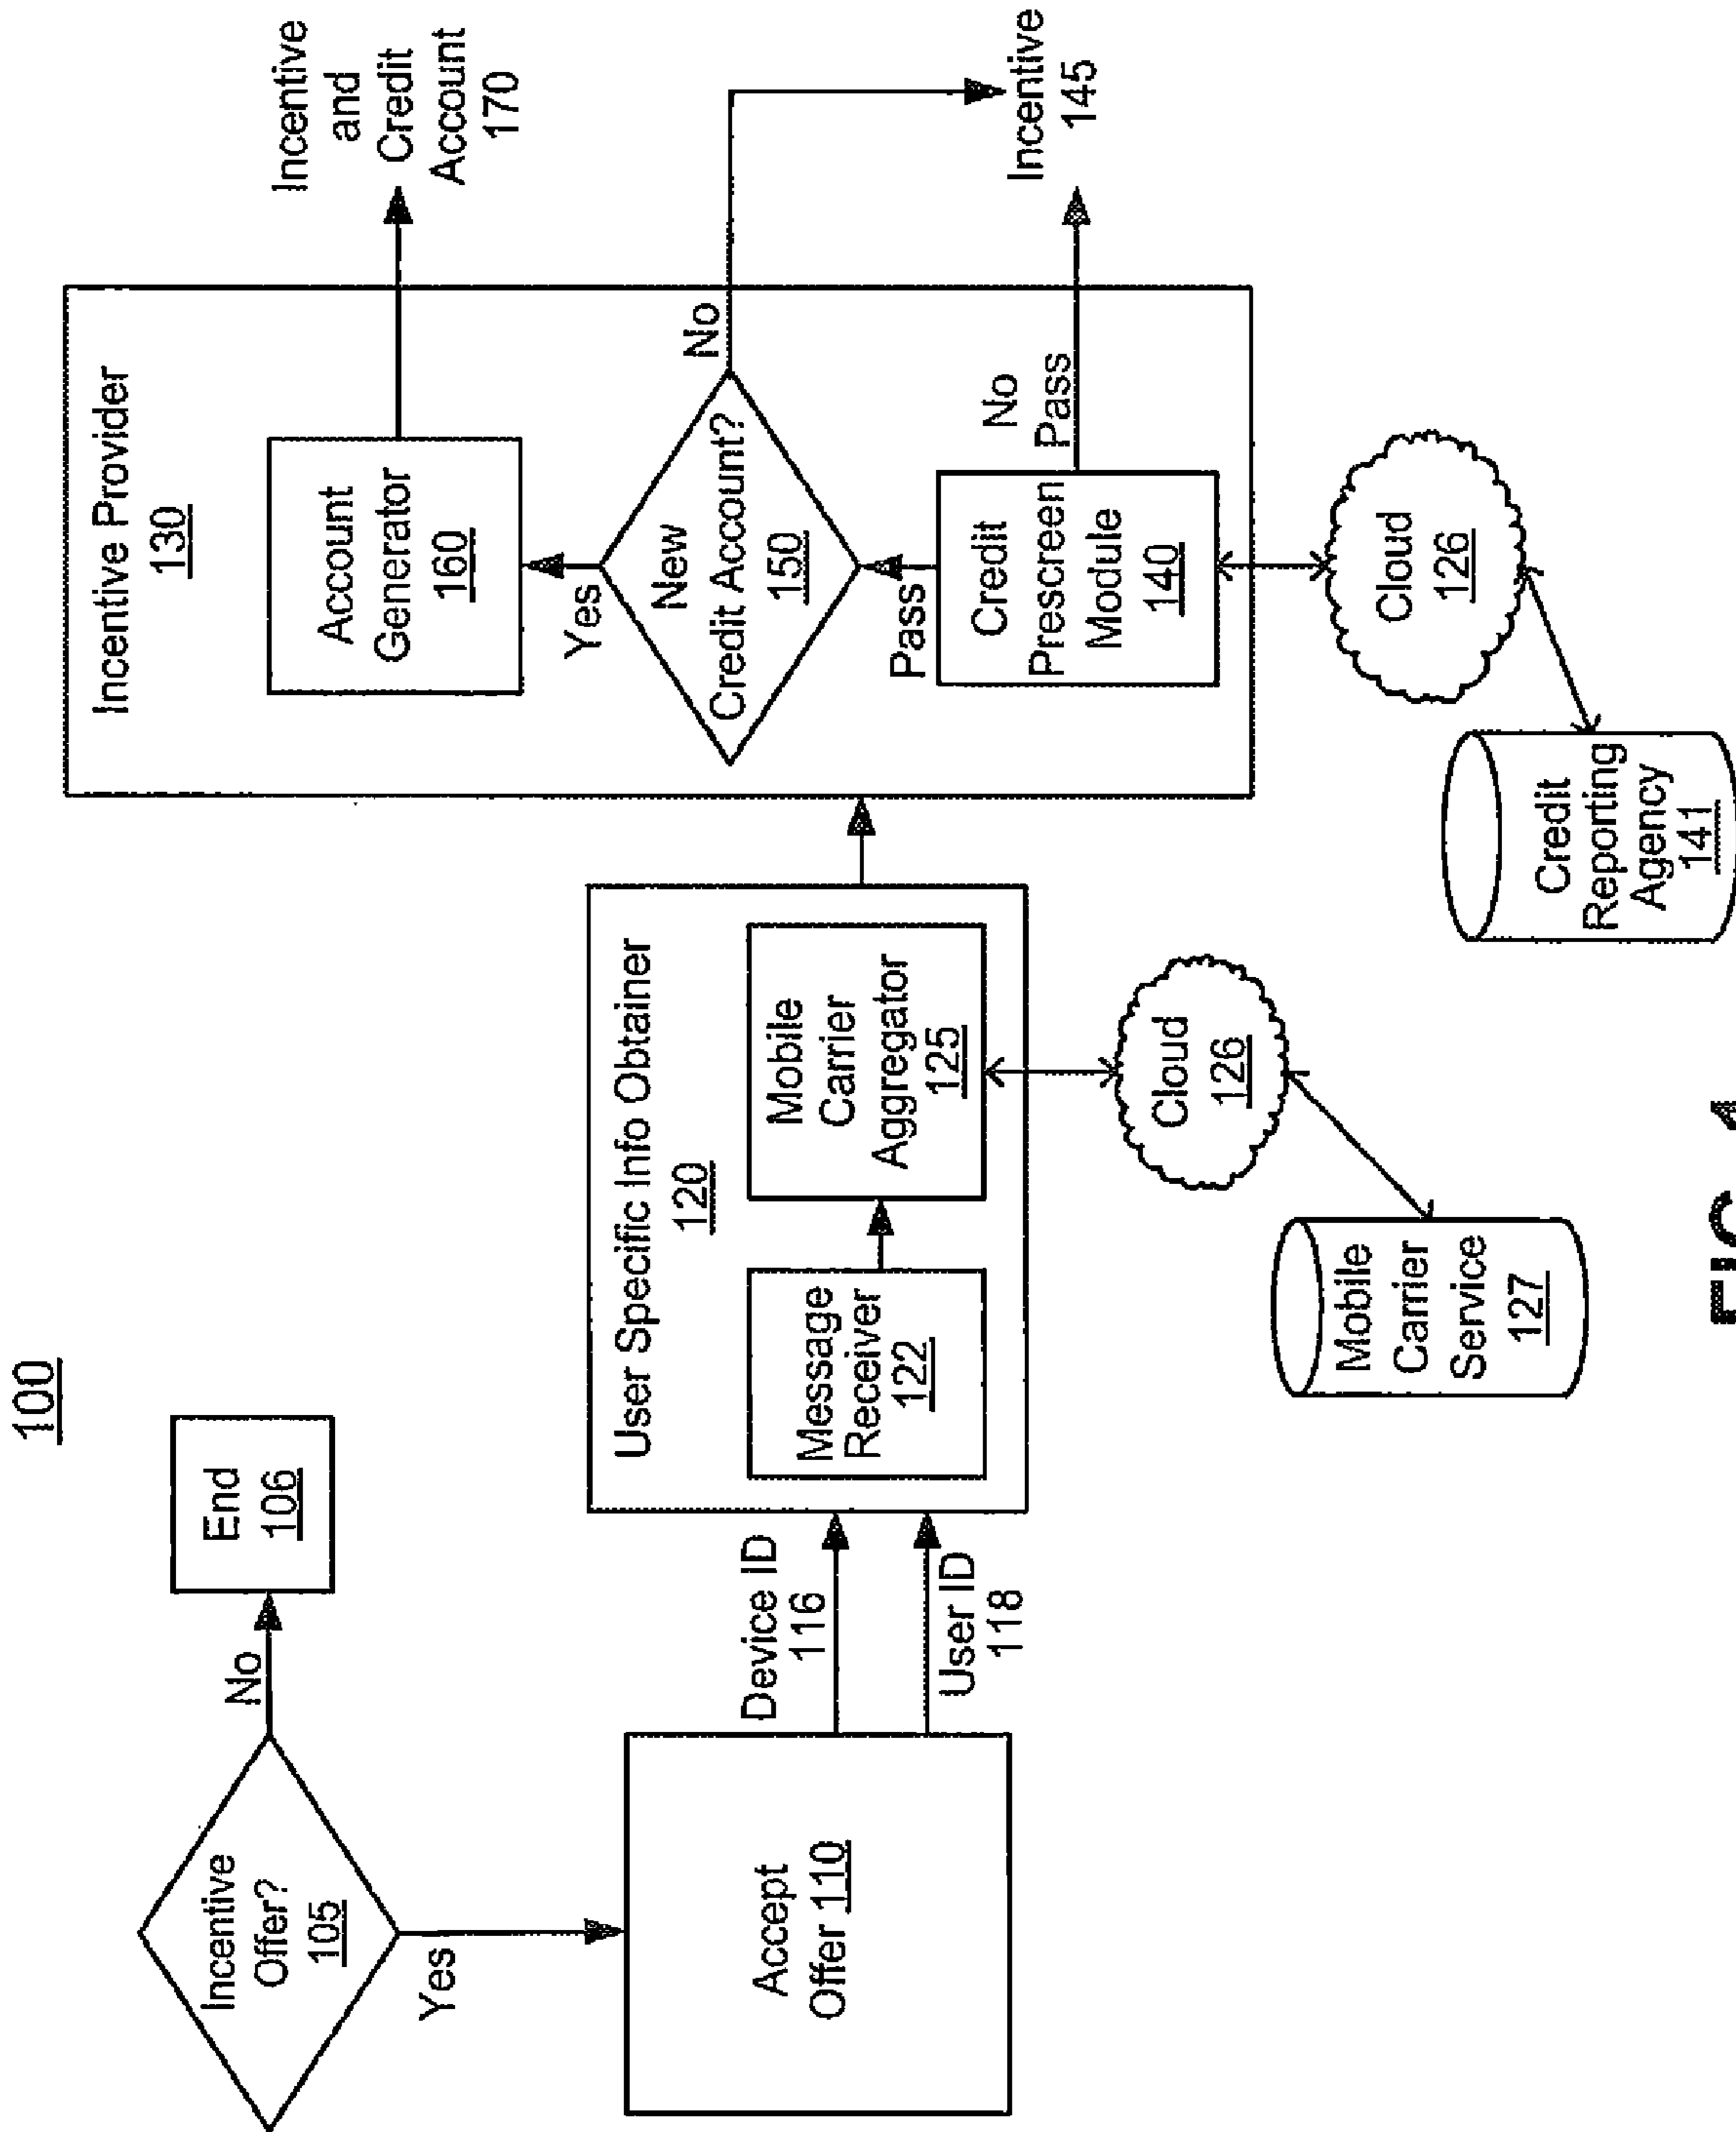 100
Incentive
Offer?
105
No
End
106
Yes
Accept
Offer 110
Device ID
116
User ID
118
User Specific Info Obtainer
120
Message
Receiver
122
Mobile
Carrier
Aggregator
125
Cloud
126
Mobile
Carrier
Service
127
Incentive Provider
130
Account
Generator
160
Yes
New
Credit Account?
150
No
Pass
Credit
Prescreen
Module
140
No
Pass
Cloud
126
Credit
Reporting
Agency
141
Incentive
and
Credit
Account
170
Incentive
145
FIG. 1